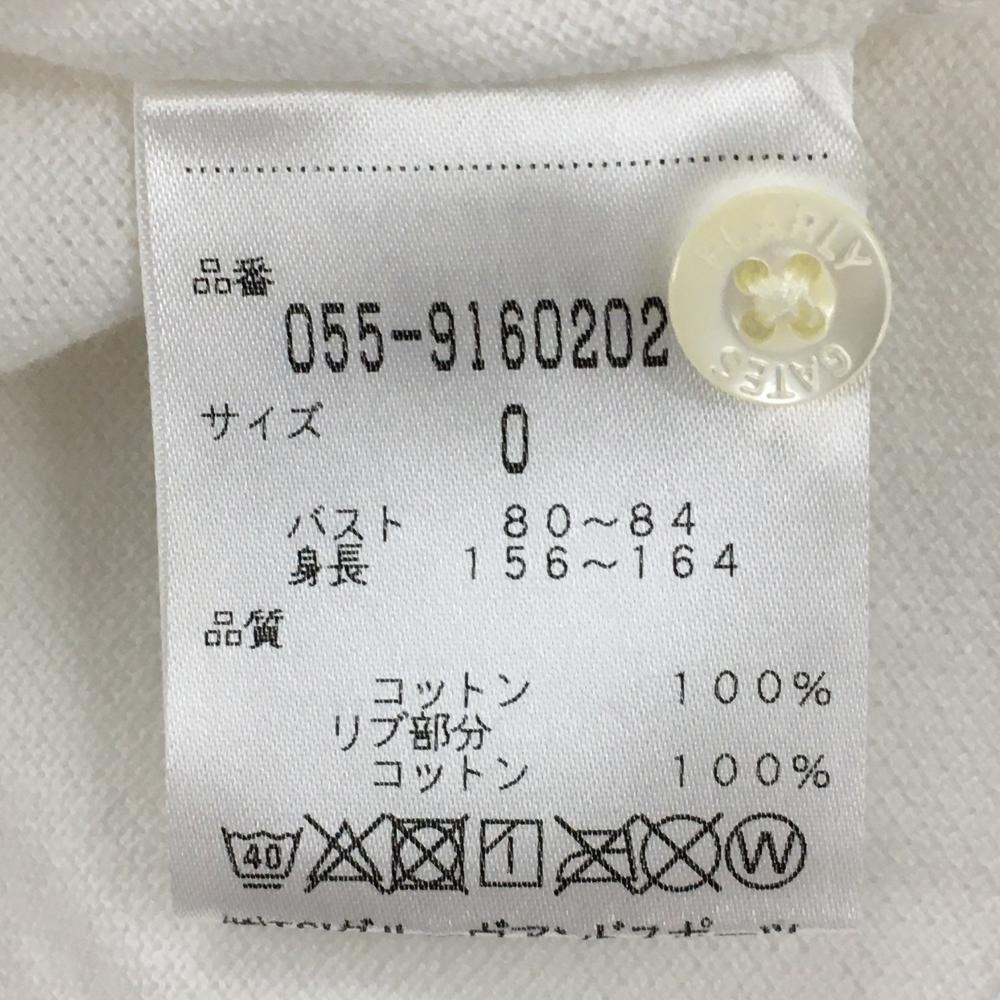 品番
055-9160202
サイズ 0
バスト 80〜84
身長 156〜164
品質
コットン 100%
リブ部分
コットン 100%
40 W
PEARLY
GATES